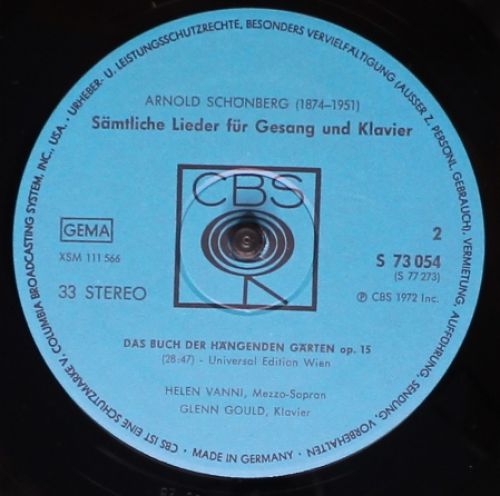 URHEBER- U. LEISTUNGSSCHUTZRECHTE, BESONDERS VERVIELFÄLTIGUNG (AUSSER Z. PERSONL. GEBRAUCH), VERMIETUNG, AUFFÜHRUNG, SENDUNG, VORBEHALTEN
ARNOLD SCHÖNBERG (1874–1951)
Sämtliche Lieder für Gesang und Klavier
CBS
GEMA
2
XSM 111 566
S 73 054
(S 77 273)
33 STEREO
℗ CBS 1972 Inc.
DAS BUCH DER HÄNGENDEN GÄRTEN op. 15
(28:47) - Universal Edition Wien
HELEN VANNI, Mezzo-Sopran
GLENN GOULD, Klavier
CBS IST EINE SCHUTZMARKE V. COLUMBIA BROADCASTING SYSTEM, INC., USA. •
• MADE IN GERMANY •